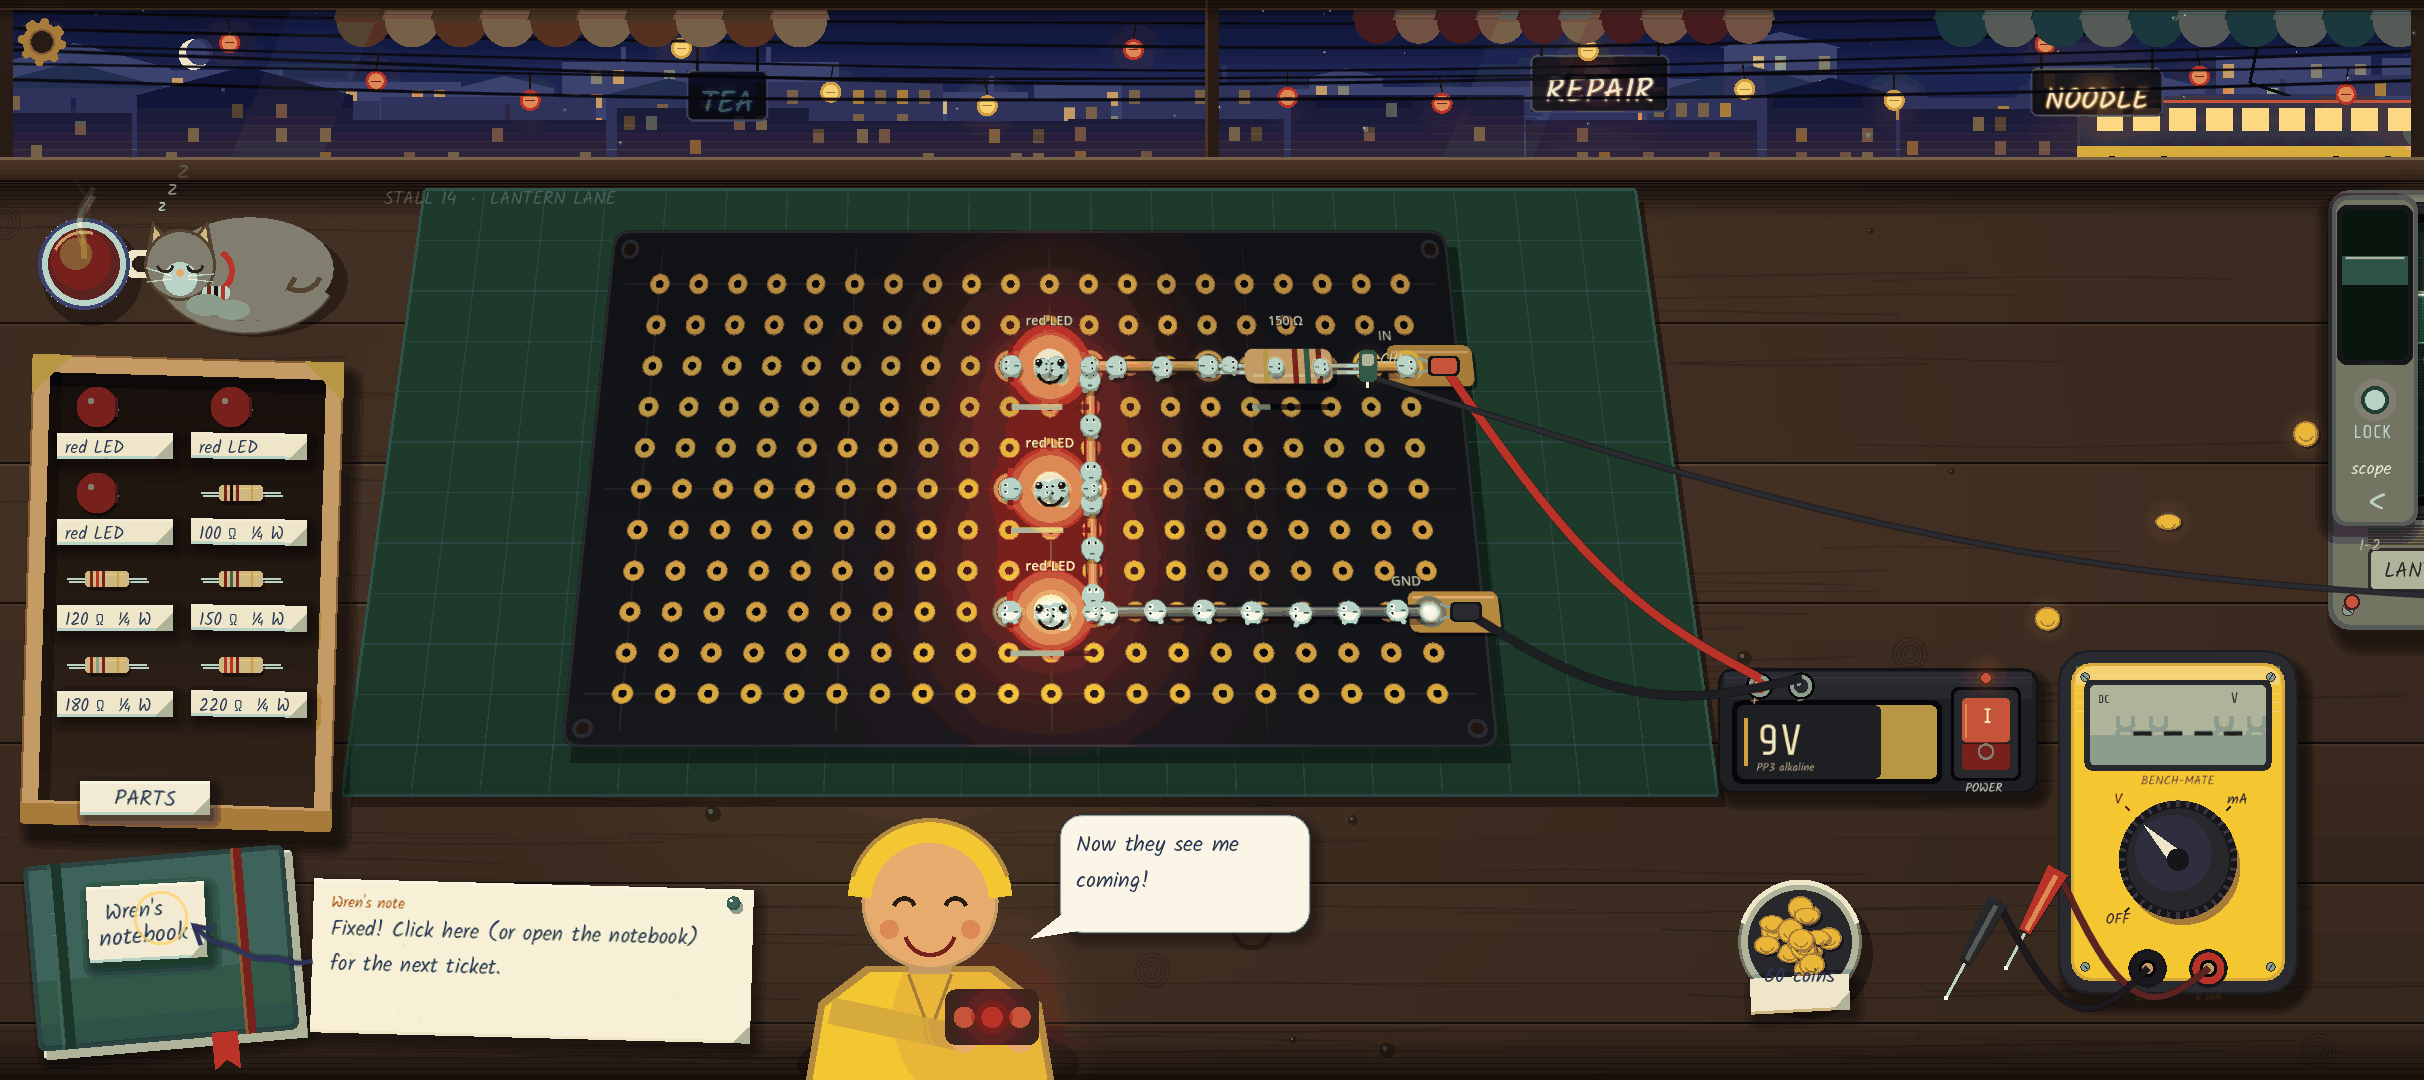 TEA
REPAIR
NOODLE
z
z
z
STALL 14 · LANTERN LANE
red LED
150 Ω
IN
red LED
red LED
GND
red LED
red LED
red LED
100 Ω ¼ W
120 Ω ¼ W
150 Ω ¼ W
180 Ω ¼ W
220 Ω ¼ W
PARTS
LOCK
scope
<
1-2
LAN
9V
PP3 alkaline
I
POWER
DC
V
BENCH-MATE
V
mA
OFF
Wren's
notebook
Wren's note
Fixed! Click here (or open the notebook)
for the next ticket.
Now they see me
coming!
60 coins